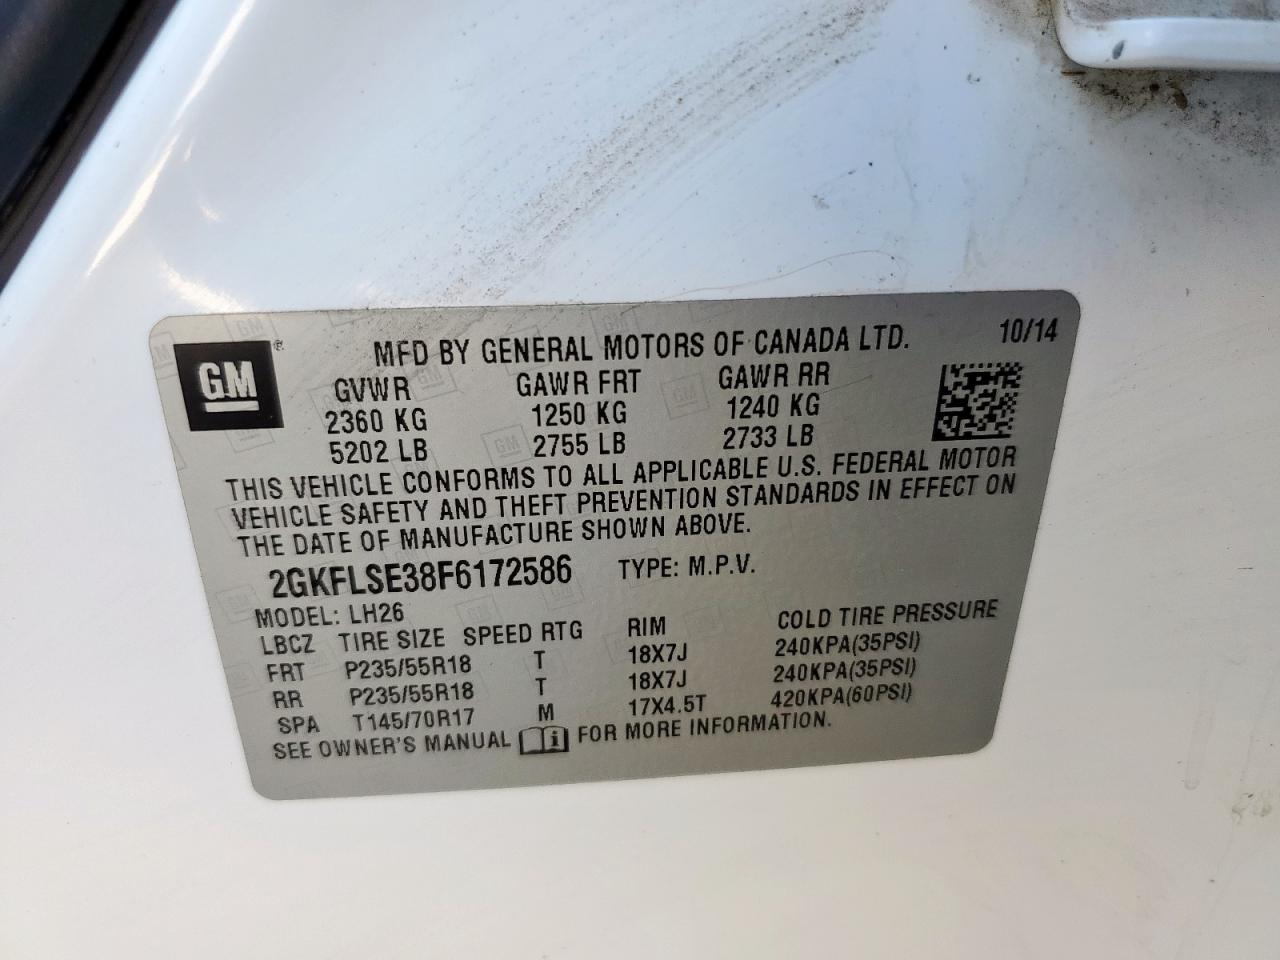 GM® MFD BY GENERAL MOTORS OF CANADA LTD. 10/14
GVWR GAWR FRT GAWR RR
2360 KG 1250 KG 1240 KG
5202 LB 2755 LB 2733 LB
THIS VEHICLE CONFORMS TO ALL APPLICABLE U.S. FEDERAL MOTOR
VEHICLE SAFETY AND THEFT PREVENTION STANDARDS IN EFFECT ON
THE DATE OF MANUFACTURE SHOWN ABOVE.
2GKFLSE38F6172586 TYPE: M.P.V.
MODEL: LH26
LBCZ TIRE SIZE SPEED RTG RIM COLD TIRE PRESSURE
FRT P235/55R18 T 18X7J 240KPA(35PSI)
RR P235/55R18 T 18X7J 240KPA(35PSI)
SPA T145/70R17 M 17X4.5T 420KPA(60PSI)
SEE OWNER'S MANUAL i FOR MORE INFORMATION.